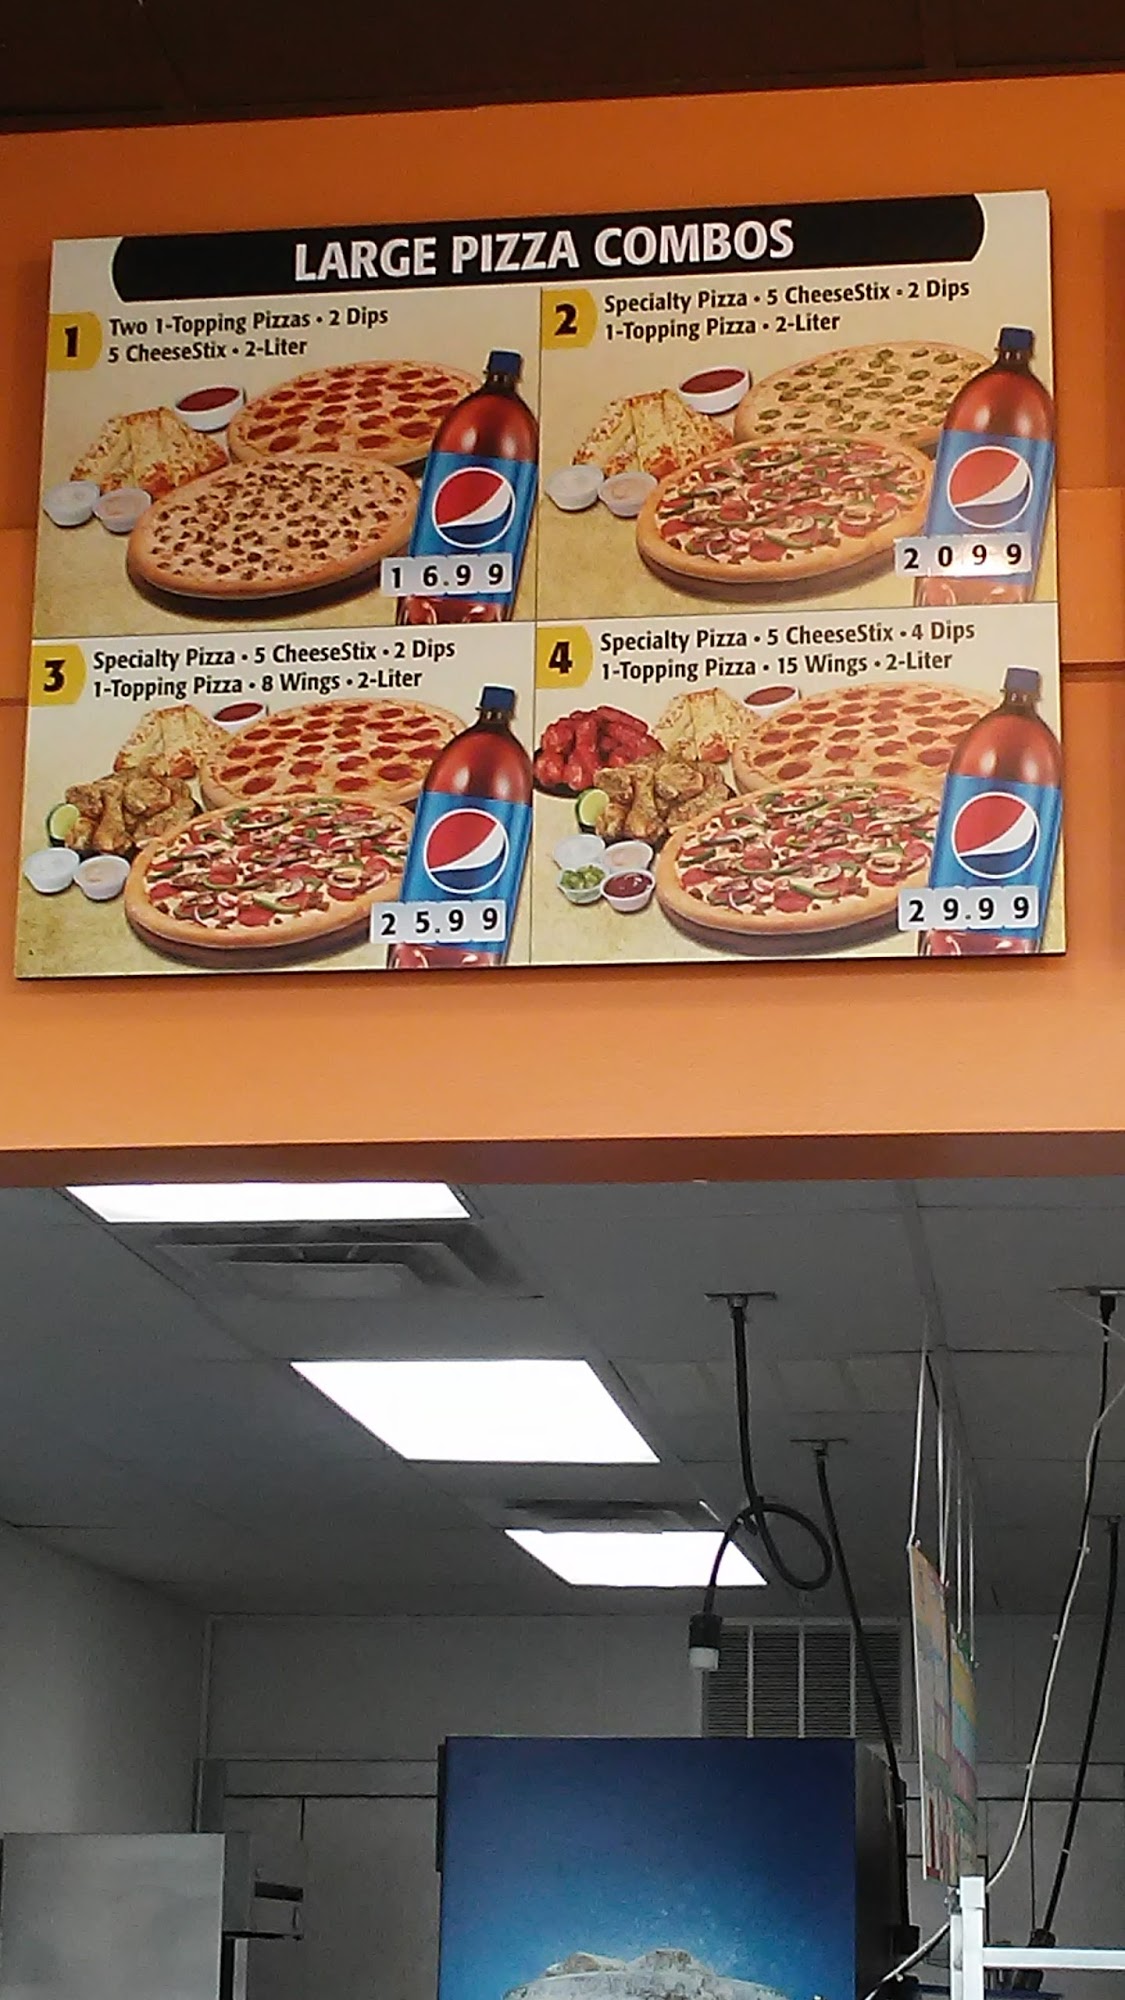 LARGE PIZZA COMBOS
1
Two 1-Topping Pizzas • 2 Dips
5 CheeseStix • 2-Liter
16.99
2
Specialty Pizza • 5 CheeseStix • 2 Dips
1-Topping Pizza • 2-Liter
20 99
3
Specialty Pizza • 5 CheeseStix • 2 Dips
1-Topping Pizza • 8 Wings • 2-Liter
25.99
4
Specialty Pizza • 5 CheeseStix • 4 Dips
1-Topping Pizza • 15 Wings • 2-Liter
29.99